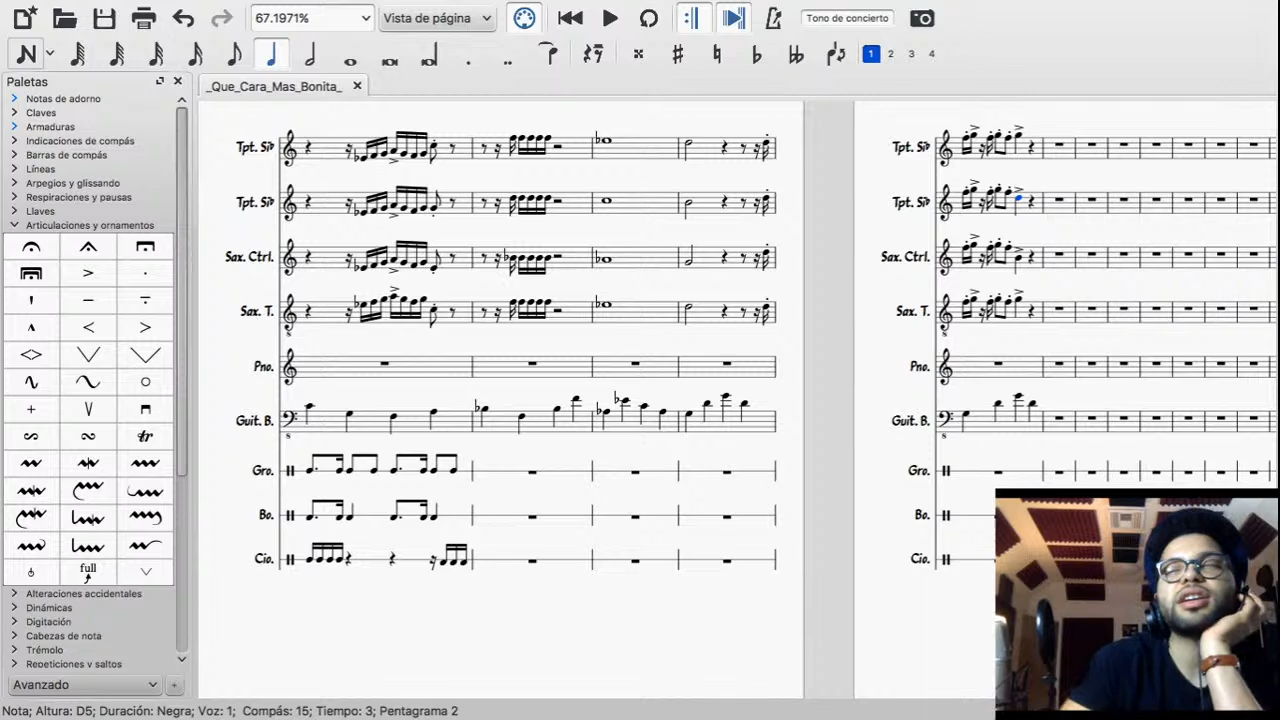 67.1971%
Vista de página
Tono de concierto
1 2 3 4
Paletas
_Que_Cara_Mas_Bonita_
Notas de adorno
Claves
Armaduras
Indicaciones de compás
Barras de compás
Líneas
Arpegios y glissando
Respiraciones y pausas
Llaves
Articulaciones y ornamentos
tr
full
Alteraciones accidentales
Dinámicas
Digitación
Cabezas de nota
Trémolo
Repeticiones y saltos
Avanzado
+
Tpt. Si♭
Tpt. Si♭
Sax. Ctrl.
Sax. T.
Pno.
Guit. B.
Gro.
Bo.
Cio.
Tpt. Si♭
Tpt. Si♭
Sax. Ctrl.
Sax. T.
Pno.
Guit. B.
Gro.
Bo.
Cio.
Nota; Altura: D5; Duración: Negra; Voz: 1; Compás: 15; Tiempo: 3; Pentagrama 2